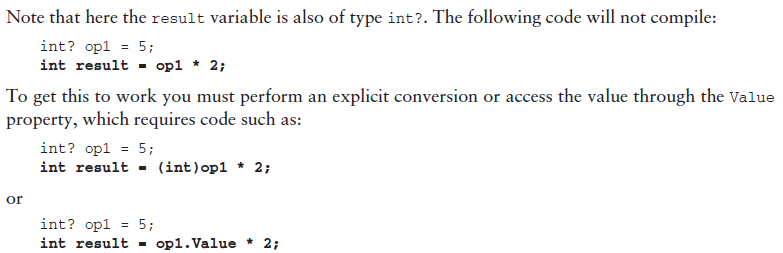 Note that here the result variable is also of type int?. The following code will not compile:
int? op1 = 5;
int result = op1 * 2;
To get this to work you must perform an explicit conversion or access the value through the Value
property, which requires code such as:
int? op1 = 5;
int result = (int)op1 * 2;
or
int? op1 = 5;
int result = op1.Value * 2;